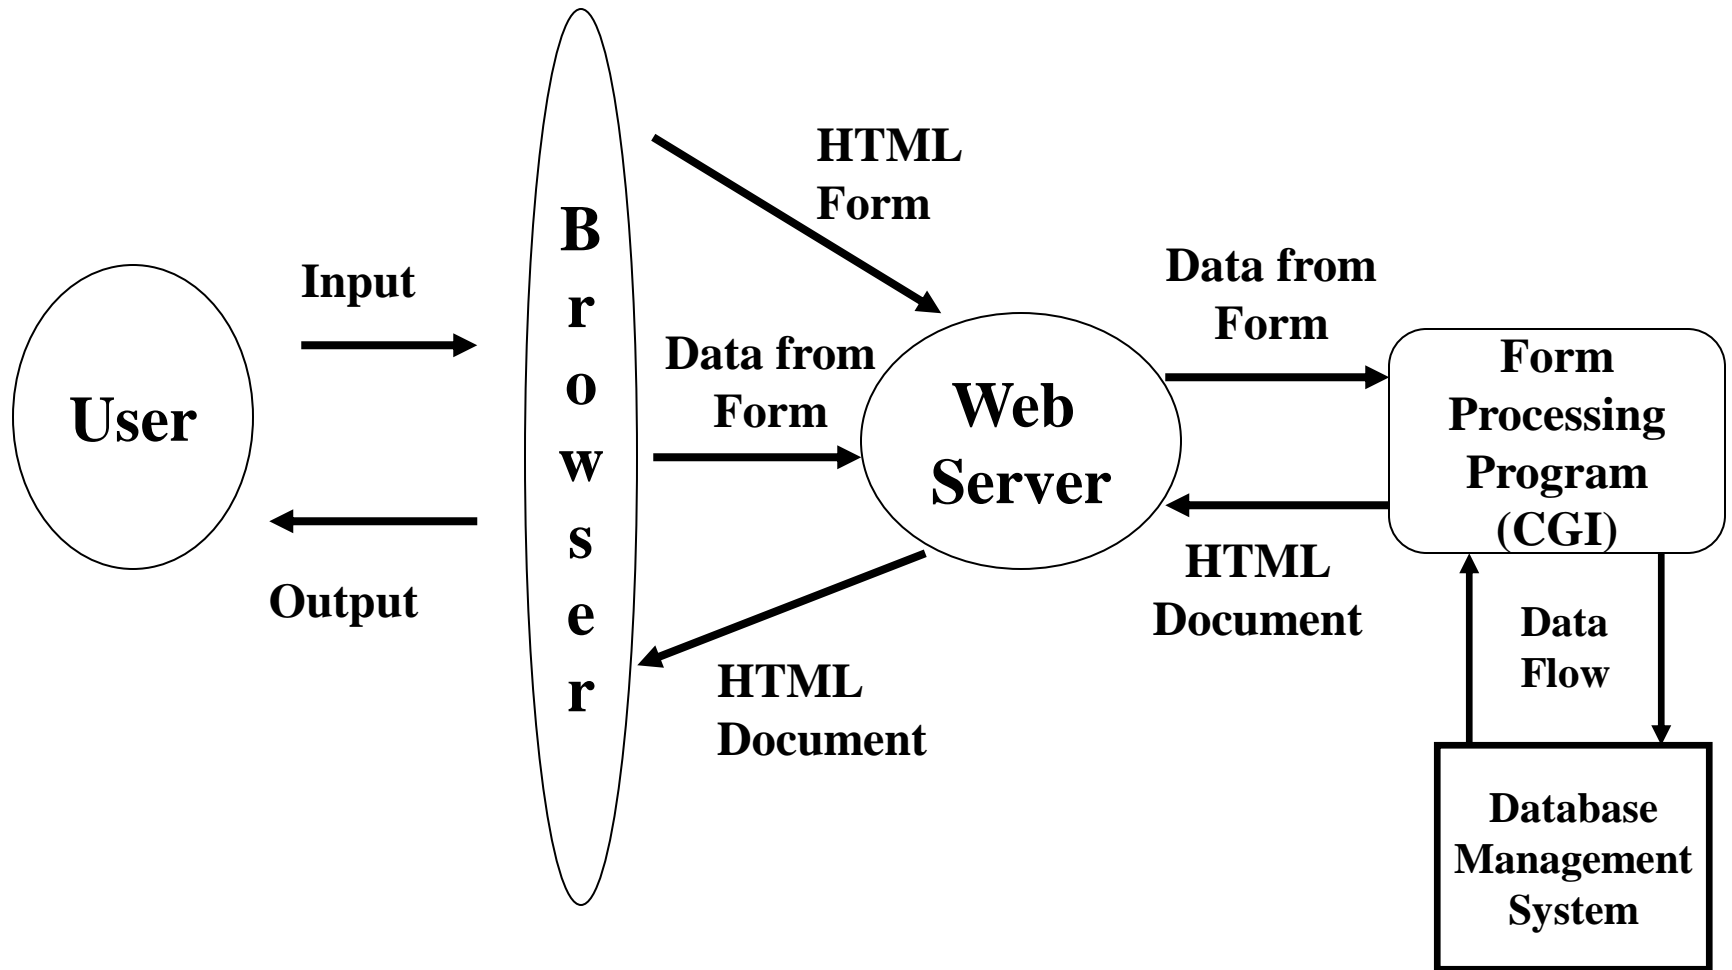 User
Input
Output
Browser
HTML
Form
Data from
Form
HTML
Document
Web
Server
Data from
Form
HTML
Document
Form
Processing
Program
(CGI)
Data
Flow
Database
Management
System